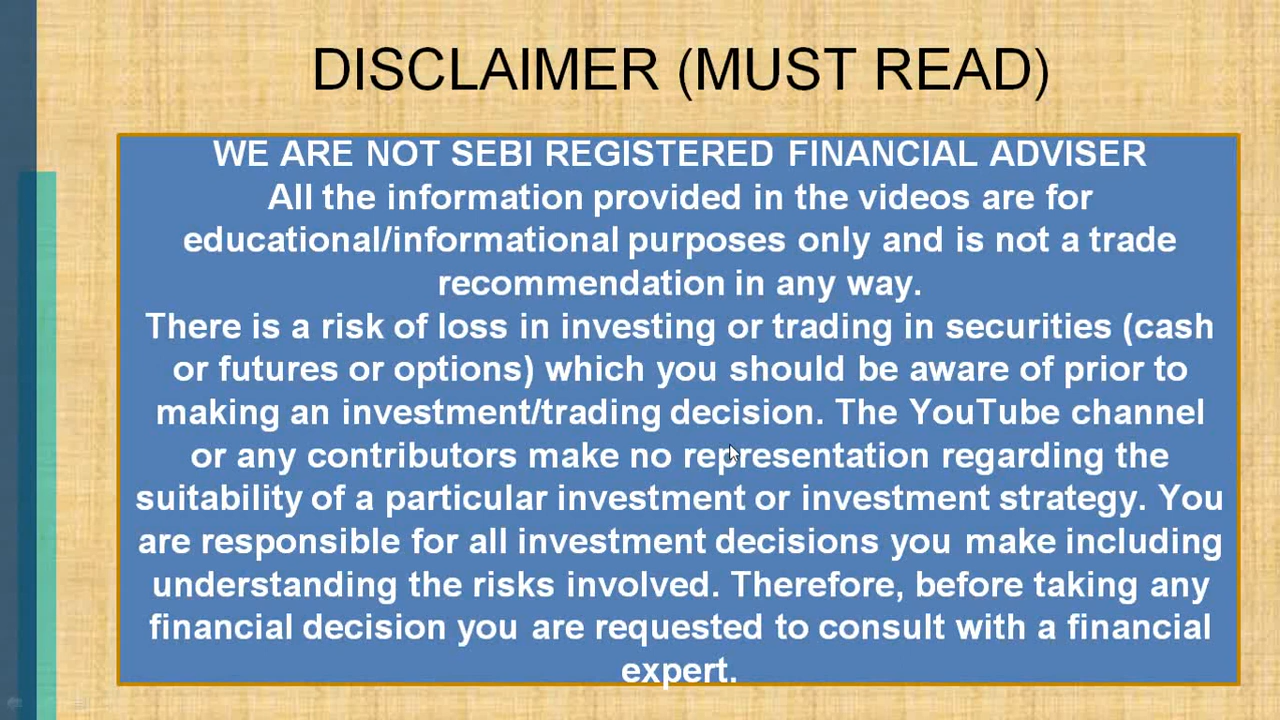 DISCLAIMER (MUST READ)
WE ARE NOT SEBI REGISTERED FINANCIAL ADVISER
All the information provided in the videos are for
educational/informational purposes only and is not a trade
recommendation in any way.
There is a risk of loss in investing or trading in securities (cash
or futures or options) which you should be aware of prior to
making an investment/trading decision. The YouTube channel
or any contributors make no representation regarding the
suitability of a particular investment or investment strategy. You
are responsible for all investment decisions you make including
understanding the risks involved. Therefore, before taking any
financial decision you are requested to consult with a financial
expert.